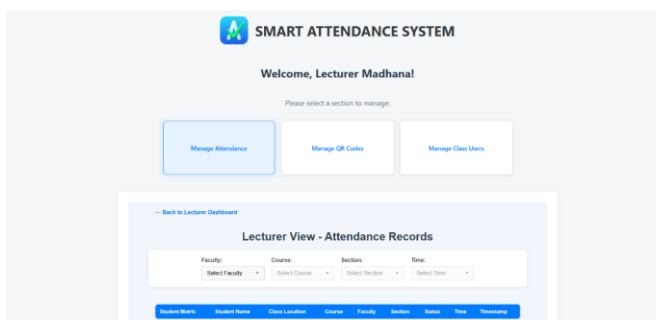 SMART ATTENDANCE SYSTEM
Welcome, Lecturer Madhana!
Please select a section to manage:
Manage Attendance Manage QR Codes Manage Class Users
← Back to Lecturer Dashboard
Lecturer View - Attendance Records
Faculty: Course: Section: Time:
Select Faculty Select Course Select Section Select Time
Student Matric Student Name Class Location Course Faculty Section Status Time Timestamp